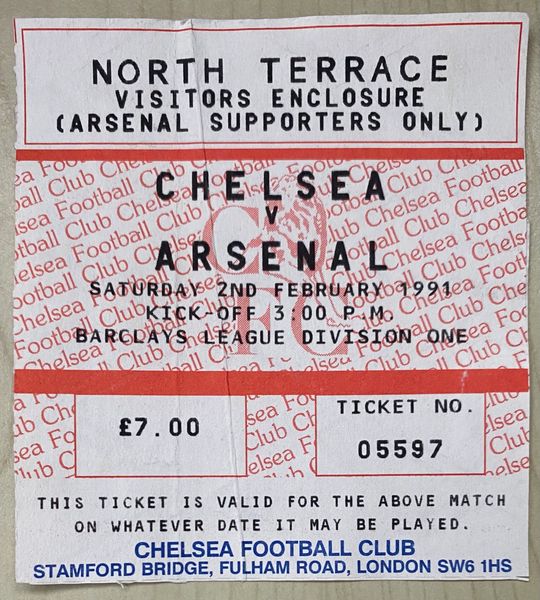 NORTH TERRACE
VISITORS ENCLOSURE
(ARSENAL SUPPORTERS ONLY)
CHELSEA
V
ARSENAL
SATURDAY 2ND FEBRUARY 1991
KICK-OFF 3:00 P.M.
BARCLAYS LEAGUE DIVISION ONE
£7.00
TICKET NO.
05597
THIS TICKET IS VALID FOR THE ABOVE MATCH
ON WHATEVER DATE IT MAY BE PLAYED.
CHELSEA FOOTBALL CLUB
STAMFORD BRIDGE, FULHAM ROAD, LONDON SW6 1HS